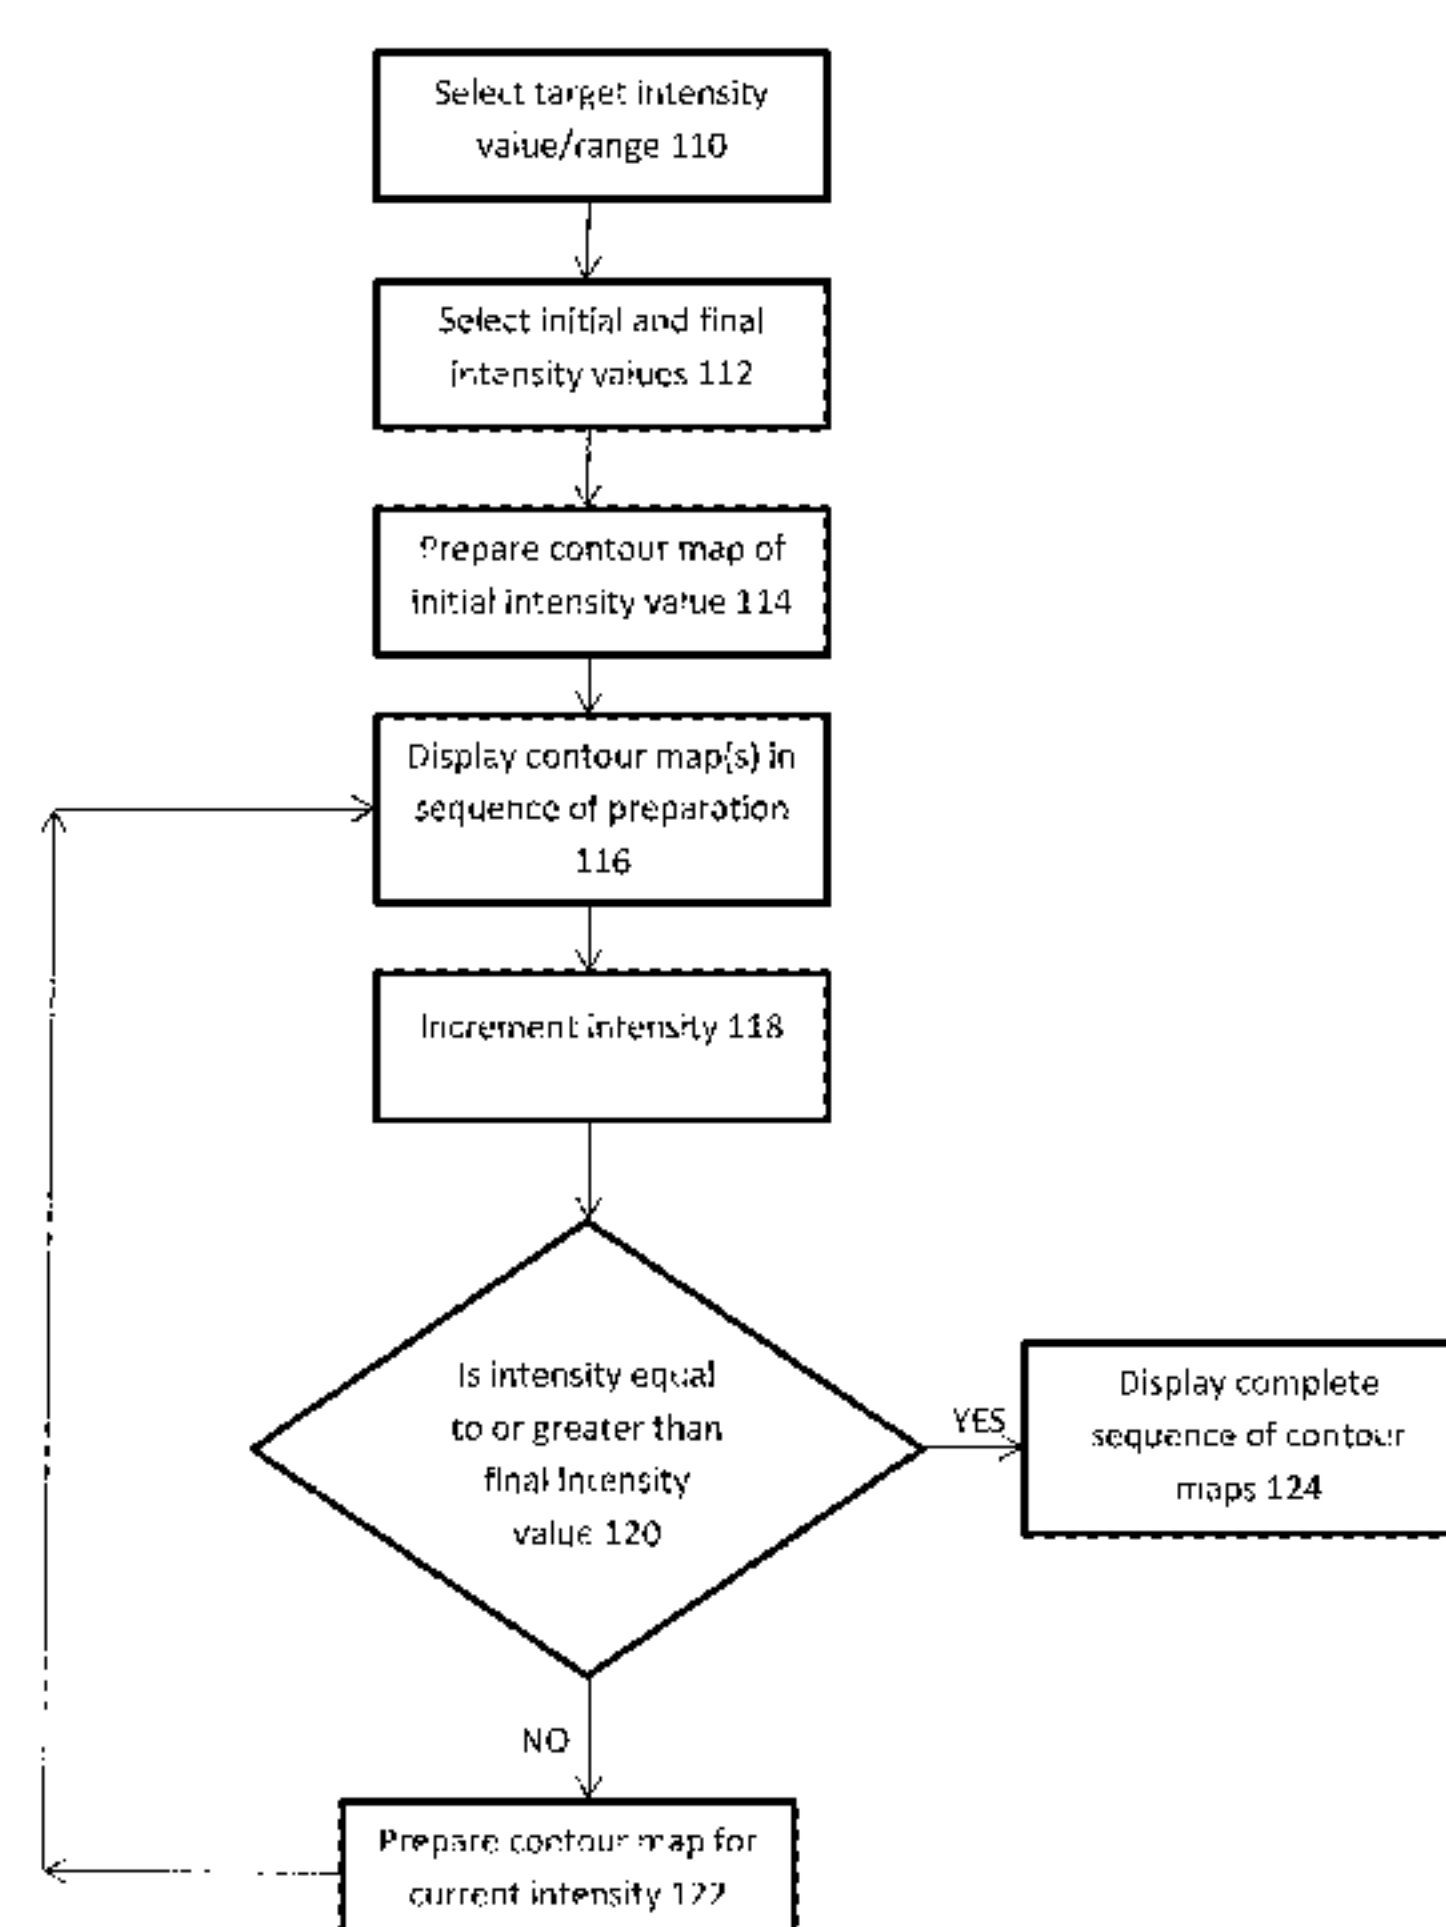 Select target intensity
value/range 110
Select initial and final
intensity values 112
Prepare contour map of
initial intensity value 114
Display contour map(s) in
sequence of preparation
116
Increment intensity 118
Is intensity equal
to or greater than
final intensity
value 120
YES
Display complete
sequence of contour
maps 124
NO
Prepare contour map for
current intensity 122